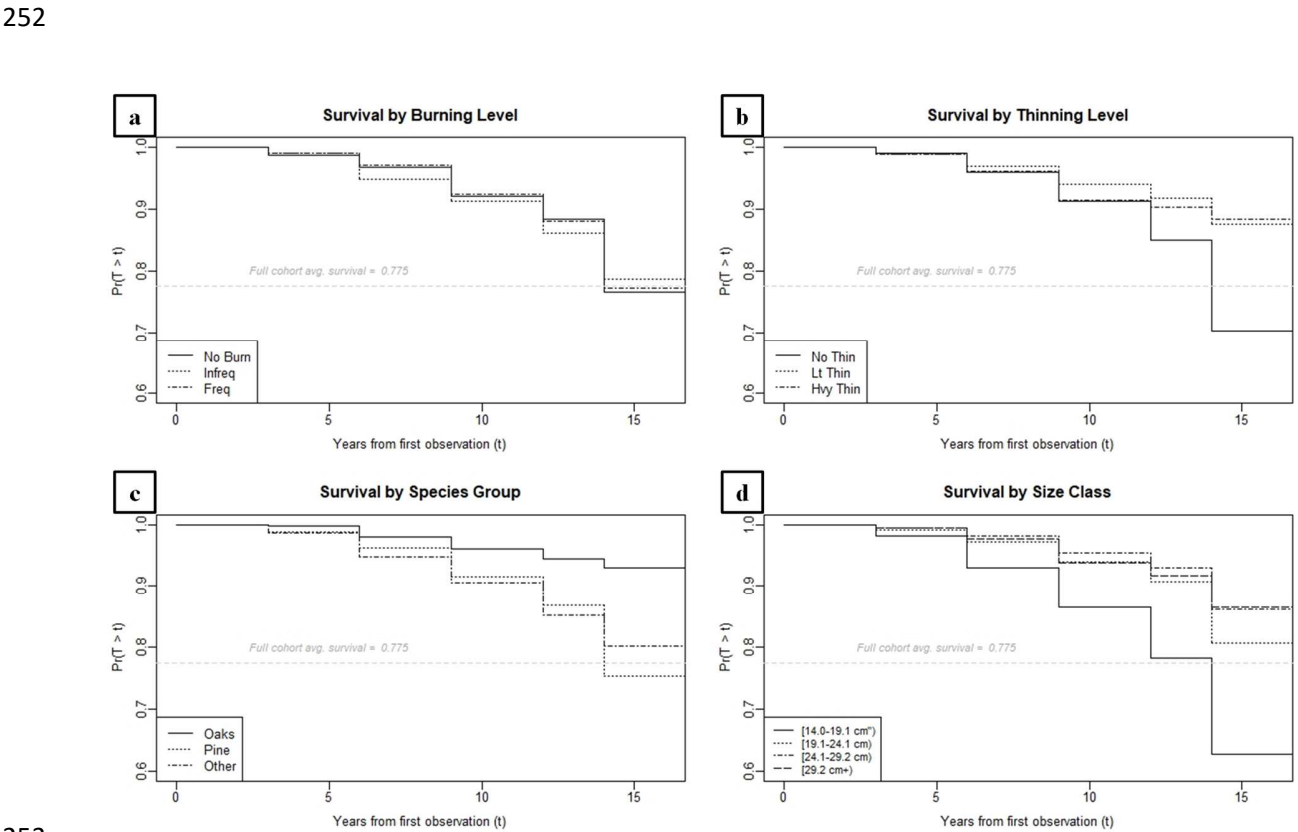 252
a
Survival by Burning Level
Pr(T > t)
1.0
0.9
0.8
0.7
0.6
Full cohort avg. survival = 0.775
No Burn
Infreq
Freq
0 5 10 15
Years from first observation (t)
b
Survival by Thinning Level
Pr(T > t)
1.0
0.9
0.8
0.7
0.6
Full cohort avg. survival = 0.775
No Thin
Lt Thin
Hvy Thin
0 5 10 15
Years from first observation (t)
c
Survival by Species Group
Pr(T > t)
1.0
0.9
0.8
0.7
0.6
Full cohort avg. survival = 0.775
Oaks
Pine
Other
0 5 10 15
Years from first observation (t)
d
Survival by Size Class
Pr(T > t)
1.0
0.9
0.8
0.7
0.6
Full cohort avg. survival = 0.775
[14.0-19.1 cm")
[19.1-24.1 cm)
[24.1-29.2 cm)
[29.2 cm+)
0 5 10 15
Years from first observation (t)